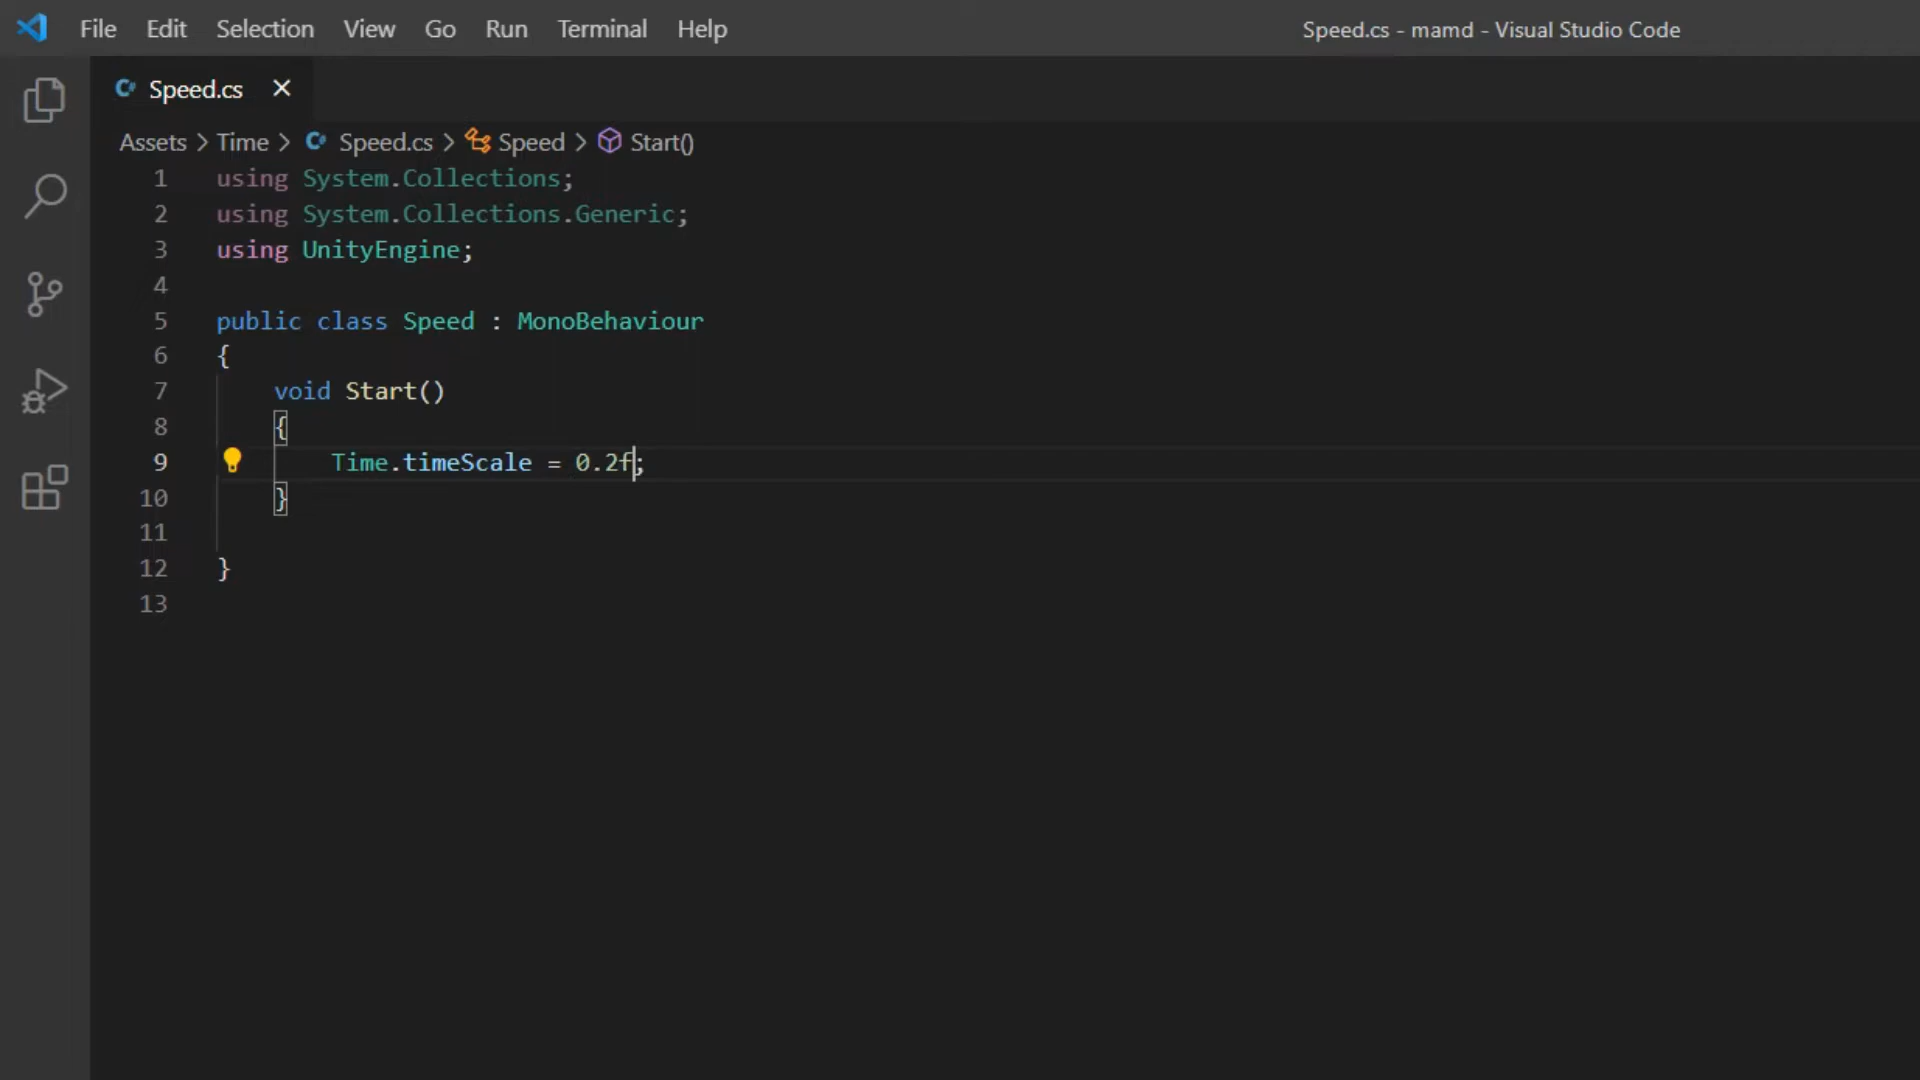 File Edit Selection View Go Run Terminal Help Speed.cs - mamd - Visual Studio Code
Speed.cs
Assets > Time > Speed.cs > Speed > Start()
1 using System.Collections;
2 using System.Collections.Generic;
3 using UnityEngine;
4
5 public class Speed : MonoBehaviour
6 {
7 void Start()
8 {
9 Time.timeScale = 0.2f;
10 }
11
12 }
13